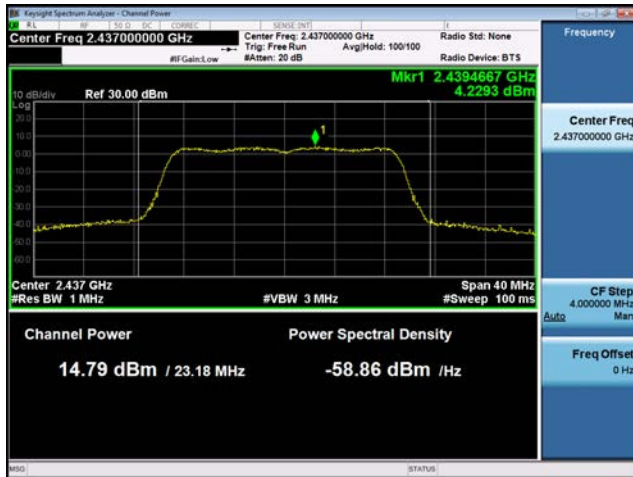 Keysight Spectrum Analyzer - Channel Power
RL RF 50 Ω DC CORREC SENSE:INT
Center Freq 2.437000000 GHz
#IFGain:Low
Center Freq: 2.437000000 GHz
Trig: Free Run Avg|Hold: 100/100
#Atten: 20 dB
Radio Std: None
Radio Device: BTS
Frequency
Mkr1 2.4394667 GHz
4.2293 dBm
10 dB/div Ref 30.00 dBm
Log
20.0
10.0
0.00
-10.0
-20.0
-30.0
-40.0
-50.0
-60.0
1
Center 2.437 GHz Span 40 MHz
#Res BW 1 MHz #VBW 3 MHz #Sweep 100 ms
Channel Power Power Spectral Density
14.79 dBm / 23.18 MHz -58.86 dBm /Hz
Center Freq
2.437000000 GHz
CF Step
4.000000 MHz
Auto Man
Freq Offset
0 Hz
MSG STATUS